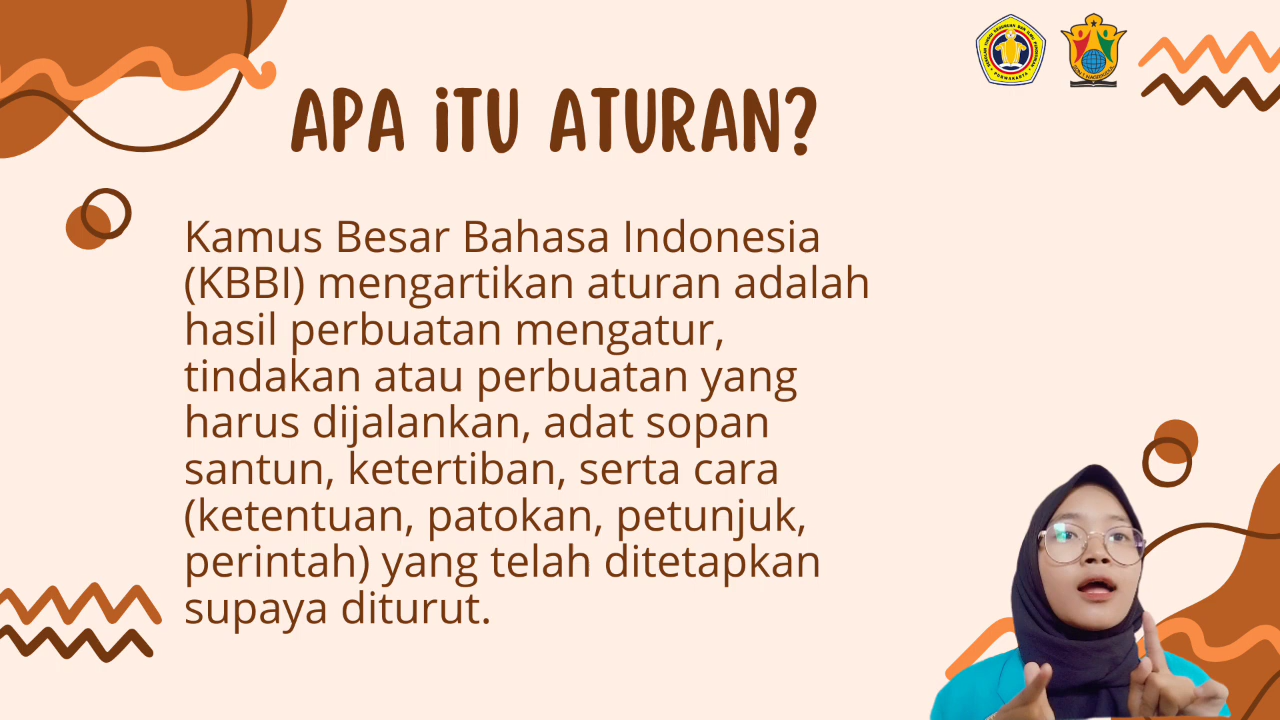 APA iTU ATURAN?
Kamus Besar Bahasa Indonesia
(KBBI) mengartikan aturan adalah
hasil perbuatan mengatur,
tindakan atau perbuatan yang
harus dijalankan, adat sopan
santun, ketertiban, serta cara
(ketentuan, patokan, petunjuk,
perintah) yang telah ditetapkan
supaya diturut.
PURWAKARTA